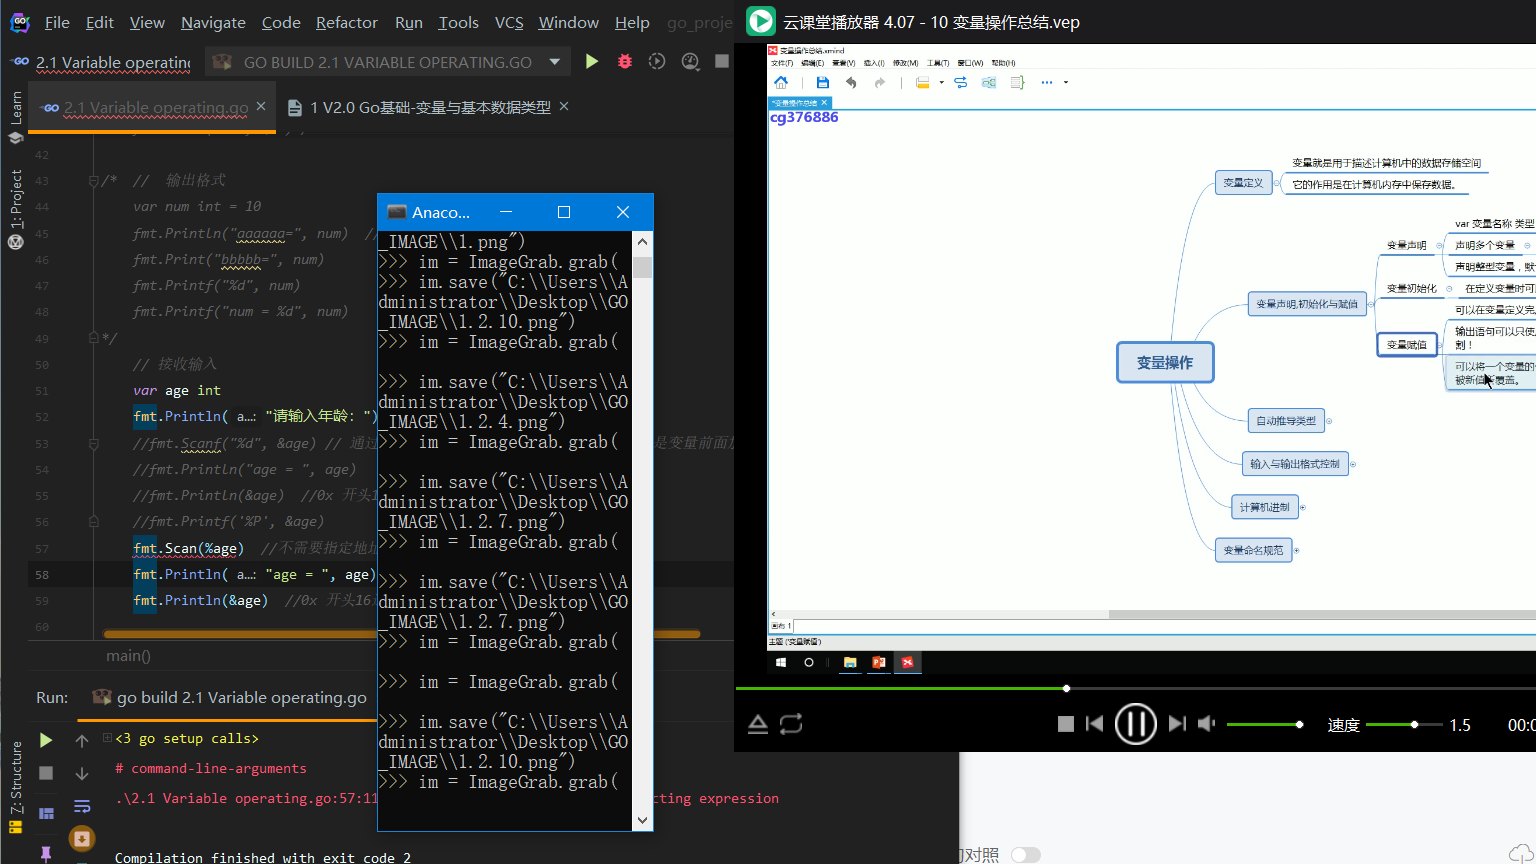 File Edit View Navigate Code Refactor Run Tools VCS Window Help go_proje
2.1 Variable operating
GO BUILD 2.1 VARIABLE OPERATING.GO
2.1 Variable operating.go
1 V2.0 Go基础-变量与基本数据类型
Learn
1: Project
Z: Structure
42
43 /* // 输出格式
44 var num int = 10
45 fmt.Println("aaaaaa=", num) //
46 fmt.Print("bbbbb=", num)
47 fmt.Printf("%d", num)
48 fmt.Printf("num = %d", num)
49 */
50 // 接收输入
51 var age int
52 fmt.Println( a...: "请输入年龄: ")
53 //fmt.Scanf("%d", &age) // 通过 是变量前面加
54 //fmt.Println("age = ", age)
55 //fmt.Println(&age) //0x 开头1
56 //fmt.Printf('%P', &age)
57 fmt.Scan(%age) //不需要指定地址
58 fmt.Println( a...: "age = ", age)
59 fmt.Println(&age) //0x 开头16
60
main()
Run: go build 2.1 Variable operating.go
<3 go setup calls>
# command-line-arguments
.\2.1 Variable operating.go:57:11 cting expression
Compilation finished with exit code 2
Anaco...
_IMAGE\\1.png")
>>> im = ImageGrab.grab(
>>> im.save("C:\\Users\\A
dministrator\\Desktop\\GO
_IMAGE\\1.2.10.png")
>>> im = ImageGrab.grab(
>>> im.save("C:\\Users\\A
dministrator\\Desktop\\GO
_IMAGE\\1.2.4.png")
>>> im = ImageGrab.grab(
>>> im.save("C:\\Users\\A
dministrator\\Desktop\\GO
_IMAGE\\1.2.7.png")
>>> im = ImageGrab.grab(
>>> im.save("C:\\Users\\A
dministrator\\Desktop\\GO
_IMAGE\\1.2.7.png")
>>> im = ImageGrab.grab(
>>> im = ImageGrab.grab(
>>> im.save("C:\\Users\\A
dministrator\\Desktop\\GO
_IMAGE\\1.2.10.png")
>>> im = ImageGrab.grab(
云课堂播放器 4.07 - 10 变量操作总结.vep
变量操作总结.xmind
文件(F) 编辑(E) 查看(V) 插入(I) 修改(M) 工具(T) 窗口(W) 帮助(H)
*变量操作总结
cg376886
变量操作
变量定义
变量就是用于描述计算机中的数据存储空间
它的作用是在计算机内存中保存数据。
变量声明,初始化与赋值
变量声明
var 变量名称 类型
声明多个变量
声明整型变量，默
变量初始化
在定义变量时可
变量赋值
可以在变量定义完
输出语句可以只使
割！
可以将一个变量的
被新值所覆盖。
自动推导类型
输入与输出格式控制
计算机进制
变量命名规范
画布 1
主题 ('变量赋值')
速度 1.5 00:0
对照